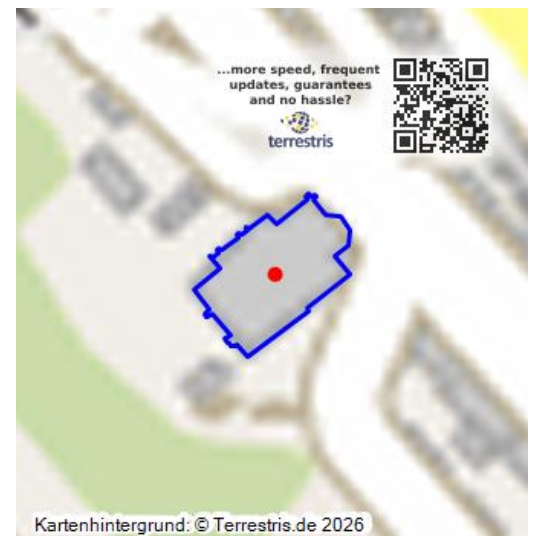 ...more speed, frequent
updates, guarantees
and no hassle?
terrestris
Kartenhintergrund: © Terrestris.de 2026